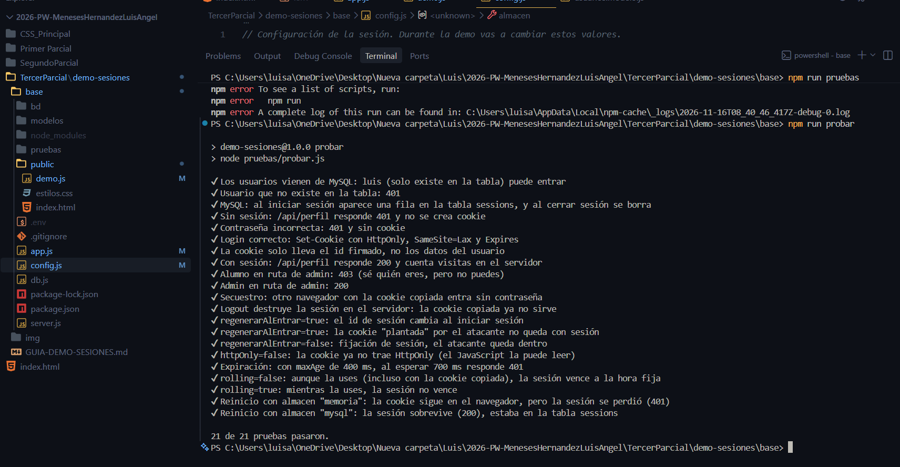 2026-PW-MenesesHernandezLuisAngel
CSS_Principal
Primer Parcial
SegundoParcial
TercerParcial\demo-sesiones
base
bd
modelos
node_modules
pruebas
public
demo.js M
estilos.css
index.html
.env
.gitignore
app.js M
config.js M
db.js
package-lock.json
package.json
server.js
img
GUIA-DEMO-SESIONES.md
index.html
TercerParcial > demo-sesiones > base > config.js > <unknown> > almacen
1 // Configuración de la sesión. Durante la demo vas a cambiar estos valores.
Problems Output Debug Console Terminal Ports
powershell - base
PS C:\Users\luisa\OneDrive\Desktop\Nueva carpeta\Luis\2026-PW-MenesesHernandezLuisAngel\TercerParcial\demo-sesiones\base> npm run pruebas
npm error To see a list of scripts, run:
npm error npm run
npm error A complete log of this run can be found in: C:\Users\luisa\AppData\Local\npm-cache\_logs\2026-11-16T08_40_46_417Z-debug-0.log
PS C:\Users\luisa\OneDrive\Desktop\Nueva carpeta\Luis\2026-PW-MenesesHernandezLuisAngel\TercerParcial\demo-sesiones\base> npm run probar
> demo-sesiones@1.0.0 probar
> node pruebas/probar.js
✓ Los usuarios vienen de MySQL: luis (solo existe en la tabla) puede entrar
✓ Usuario que no existe en la tabla: 401
✓ MySQL: al iniciar sesión aparece una fila en la tabla sessions, y al cerrar sesión se borra
✓ Sin sesión: /api/perfil responde 401 y no se crea cookie
✓ Contraseña incorrecta: 401 y sin cookie
✓ Login correcto: Set-Cookie con HttpOnly, SameSite=Lax y Expires
✓ La cookie solo lleva el id firmado, no los datos del usuario
✓ Con sesión: /api/perfil responde 200 y cuenta visitas en el servidor
✓ Alumno en ruta de admin: 403 (sé quién eres, pero no puedes)
✓ Admin en ruta de admin: 200
✓ Secuestro: otro navegador con la cookie copiada entra sin contraseña
✓ Logout destruye la sesión en el servidor: la cookie copiada ya no sirve
✓ regenerarAlEntrar=true: el id de sesión cambia al iniciar sesión
✓ regenerarAlEntrar=true: la cookie "plantada" por el atacante no queda con sesión
✓ regenerarAlEntrar=false: fijación de sesión, el atacante queda dentro
✓ httpOnly=false: la cookie ya no trae HttpOnly (el JavaScript la puede leer)
✓ Expiración: con maxAge de 400 ms, al esperar 700 ms responde 401
✓ rolling=false: aunque la uses (incluso con la cookie copiada), la sesión vence a la hora fija
✓ rolling=true: mientras la uses, la sesión no vence
✓ Reinicio con almacen "memoria": la cookie sigue en el navegador, pero la sesión se perdió (401)
✓ Reinicio con almacen "mysql": la sesión sobrevive (200), estaba en la tabla sessions
21 de 21 pruebas pasaron.
PS C:\Users\luisa\OneDrive\Desktop\Nueva carpeta\Luis\2026-PW-MenesesHernandezLuisAngel\TercerParcial\demo-sesiones\base>